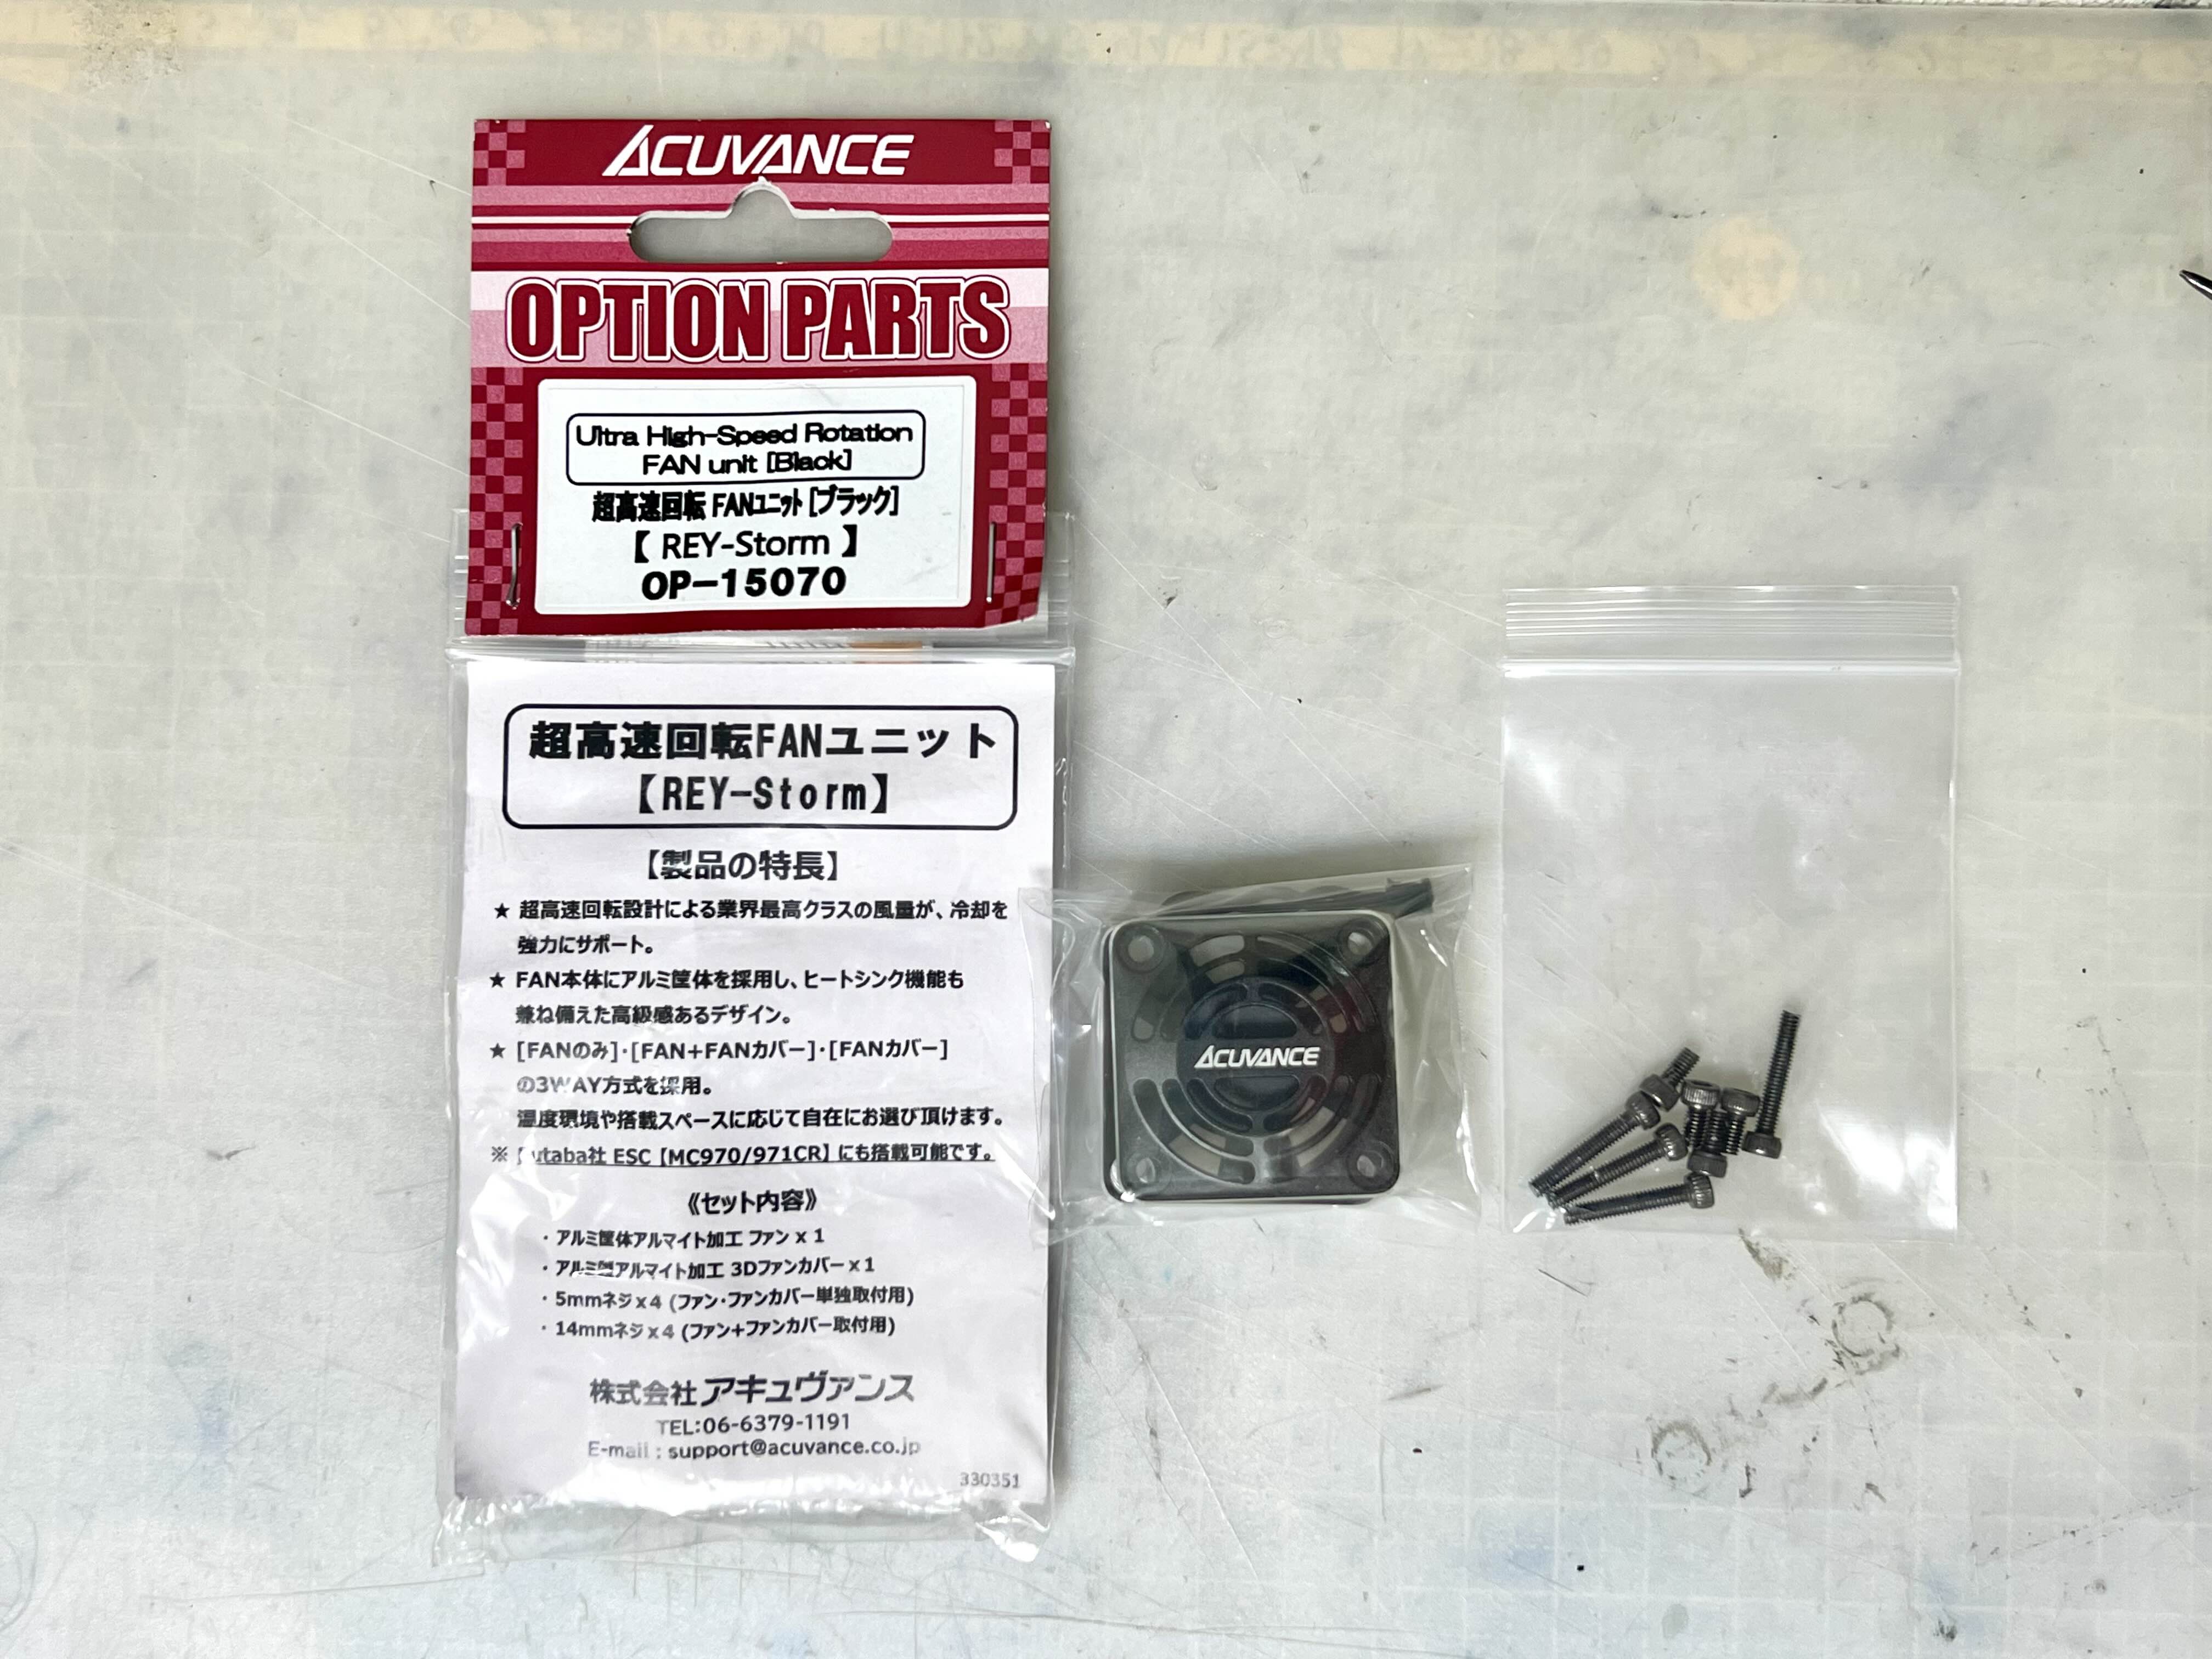 ACUVANCE
OPTION PARTS
Ultra High-Speed Rotation
FAN unit [Black]
超高速回転 FANユニット [ブラック]
【 REY-Storm 】
OP-15070
超高速回転FANユニット
【REY-Storm】
【製品の特長】
★ 超高速回転設計による業界最高クラスの風量が、冷却を
強力にサポート。
★ FAN本体にアルミ筐体を採用し、ヒートシンク機能も
兼ね備えた高級感あるデザイン。
★ [FANのみ]・[FAN+FANカバー]・[FANカバー]
の3WAY方式を採用。
温度環境や搭載スペースに応じて自在にお選び頂けます。
※ utaba社 ESC【MC970/971CR】にも搭載可能です。
《セット内容》
・ アルミ筐体アルマイト加工 ファン x 1
・ アルミ製アルマイト加工 3Dファンカバー x 1
・ 5mmネジ x 4 (ファン・ファンカバー単独取付用)
・ 14mmネジ x 4 (ファン+ファンカバー取付用)
株式会社 アキュヴァンス
TEL:06-6379-1191
E-mail : support@acuvance.co.jp
330351
ACUVANCE